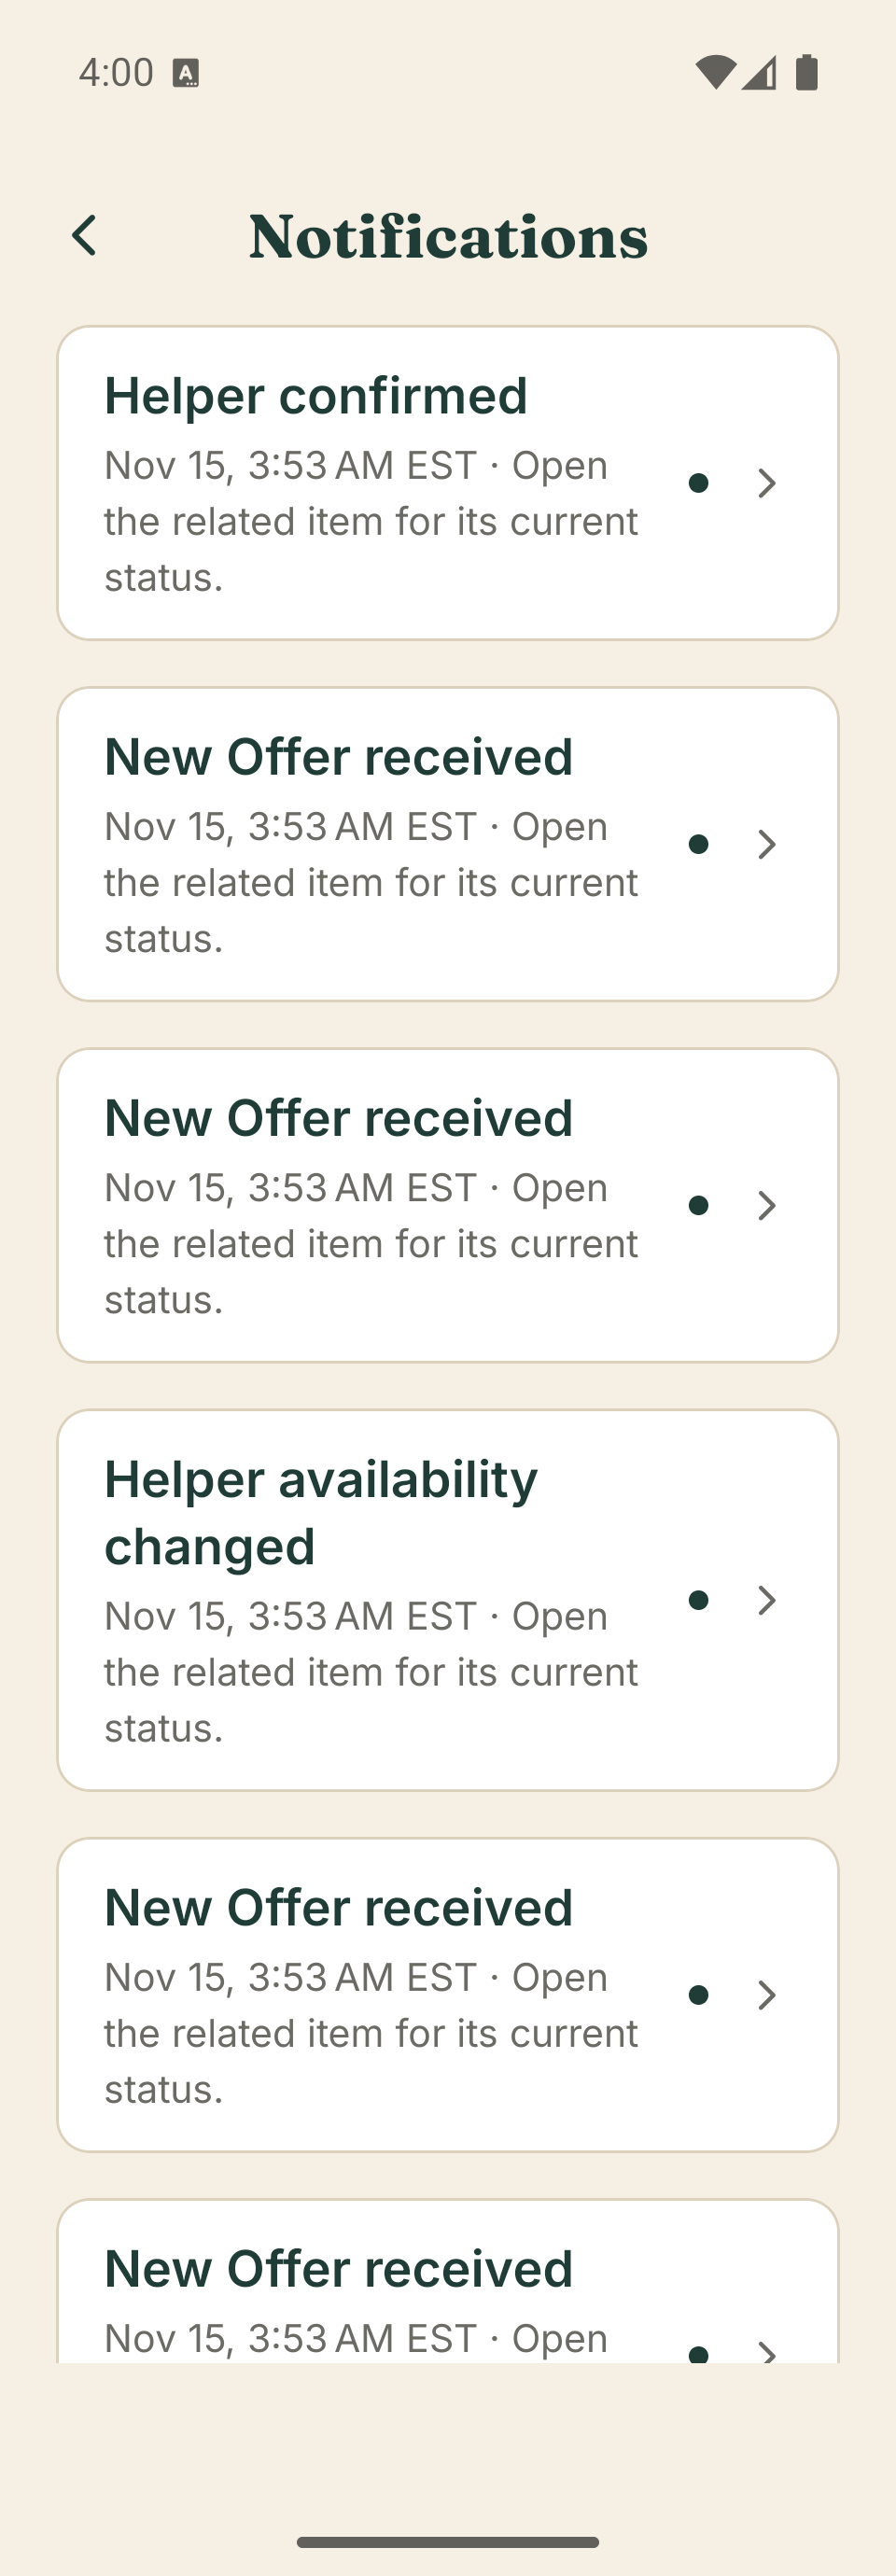 4:00
Notifications
Helper confirmed
Nov 15, 3:53 AM EST · Open
the related item for its current
status.
New Offer received
Nov 15, 3:53 AM EST · Open
the related item for its current
status.
New Offer received
Nov 15, 3:53 AM EST · Open
the related item for its current
status.
Helper availability
changed
Nov 15, 3:53 AM EST · Open
the related item for its current
status.
New Offer received
Nov 15, 3:53 AM EST · Open
the related item for its current
status.
New Offer received
Nov 15, 3:53 AM EST · Open